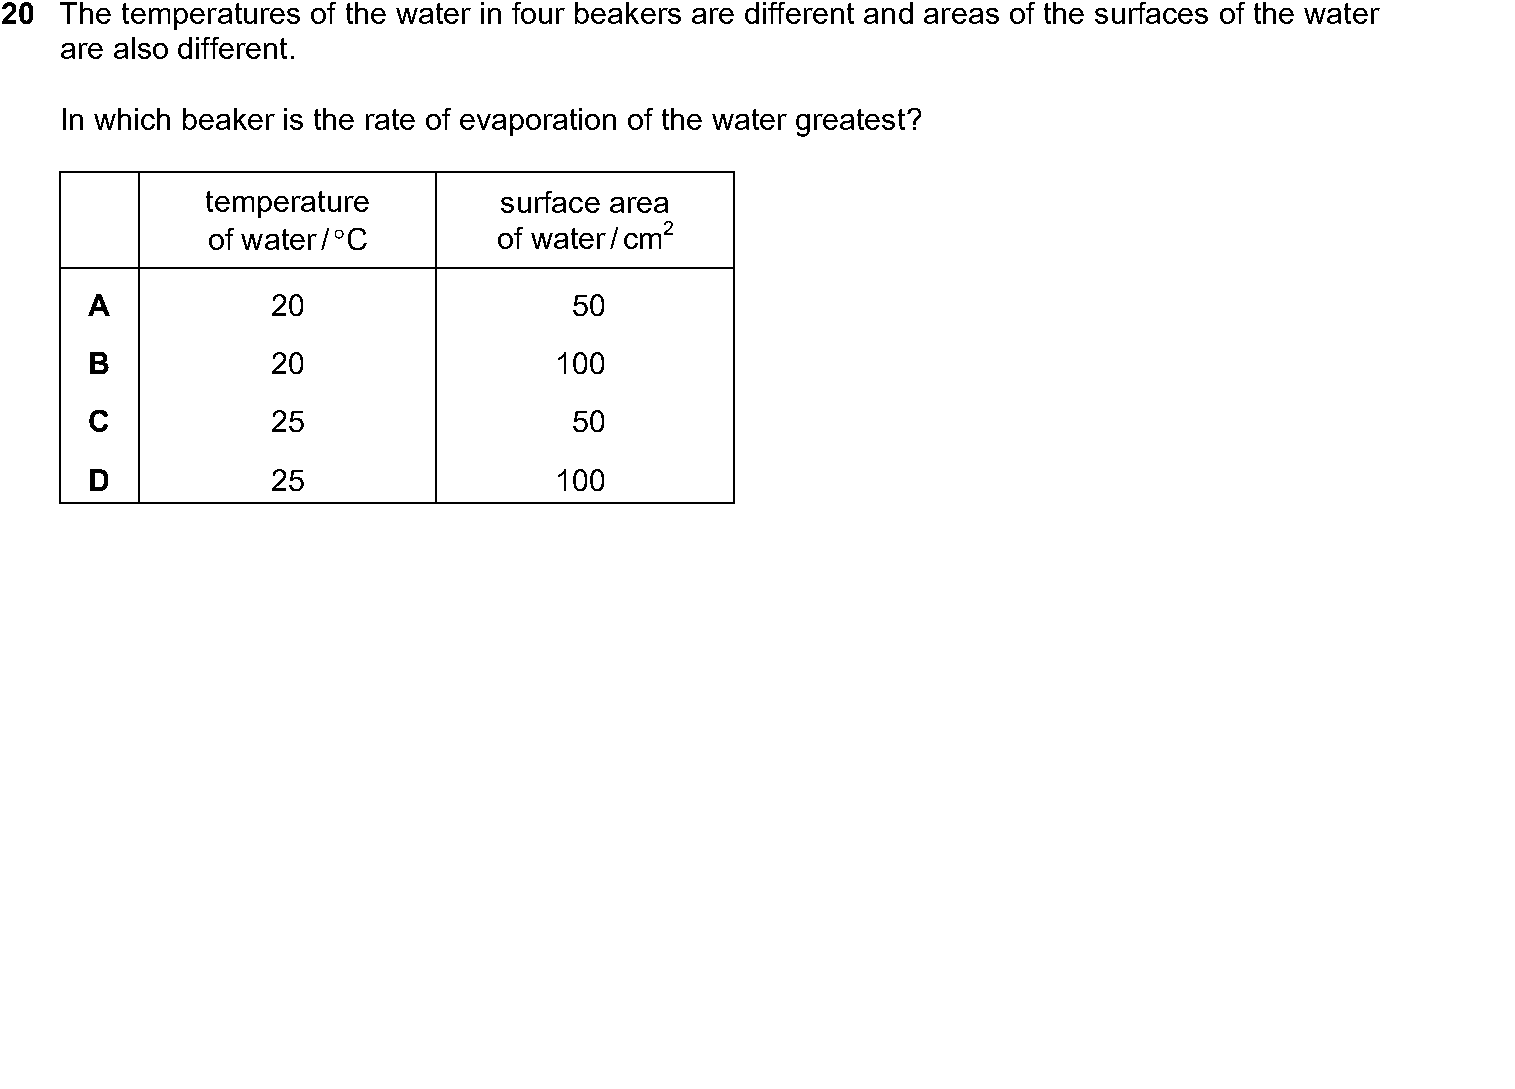 20 The temperatures of the water in four beakers are different and areas of the surfaces of the water
are also different.
In which beaker is the rate of evaporation of the water greatest?
temperature of water / °C surface area of water / cm²
A 20 50
B 20 100
C 25 50
D 25 100